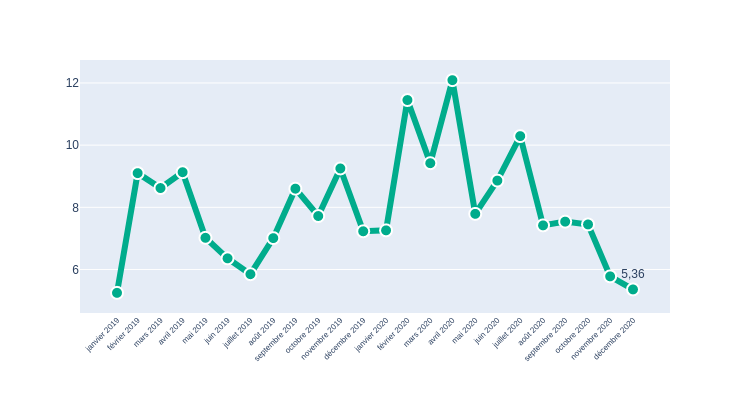 12
10
8
6
5,36
janvier 2019
février 2019
mars 2019
avril 2019
mai 2019
juin 2019
juillet 2019
août 2019
septembre 2019
octobre 2019
novembre 2019
décembre 2019
janvier 2020
février 2020
mars 2020
avril 2020
mai 2020
juin 2020
juillet 2020
août 2020
septembre 2020
octobre 2020
novembre 2020
décembre 2020